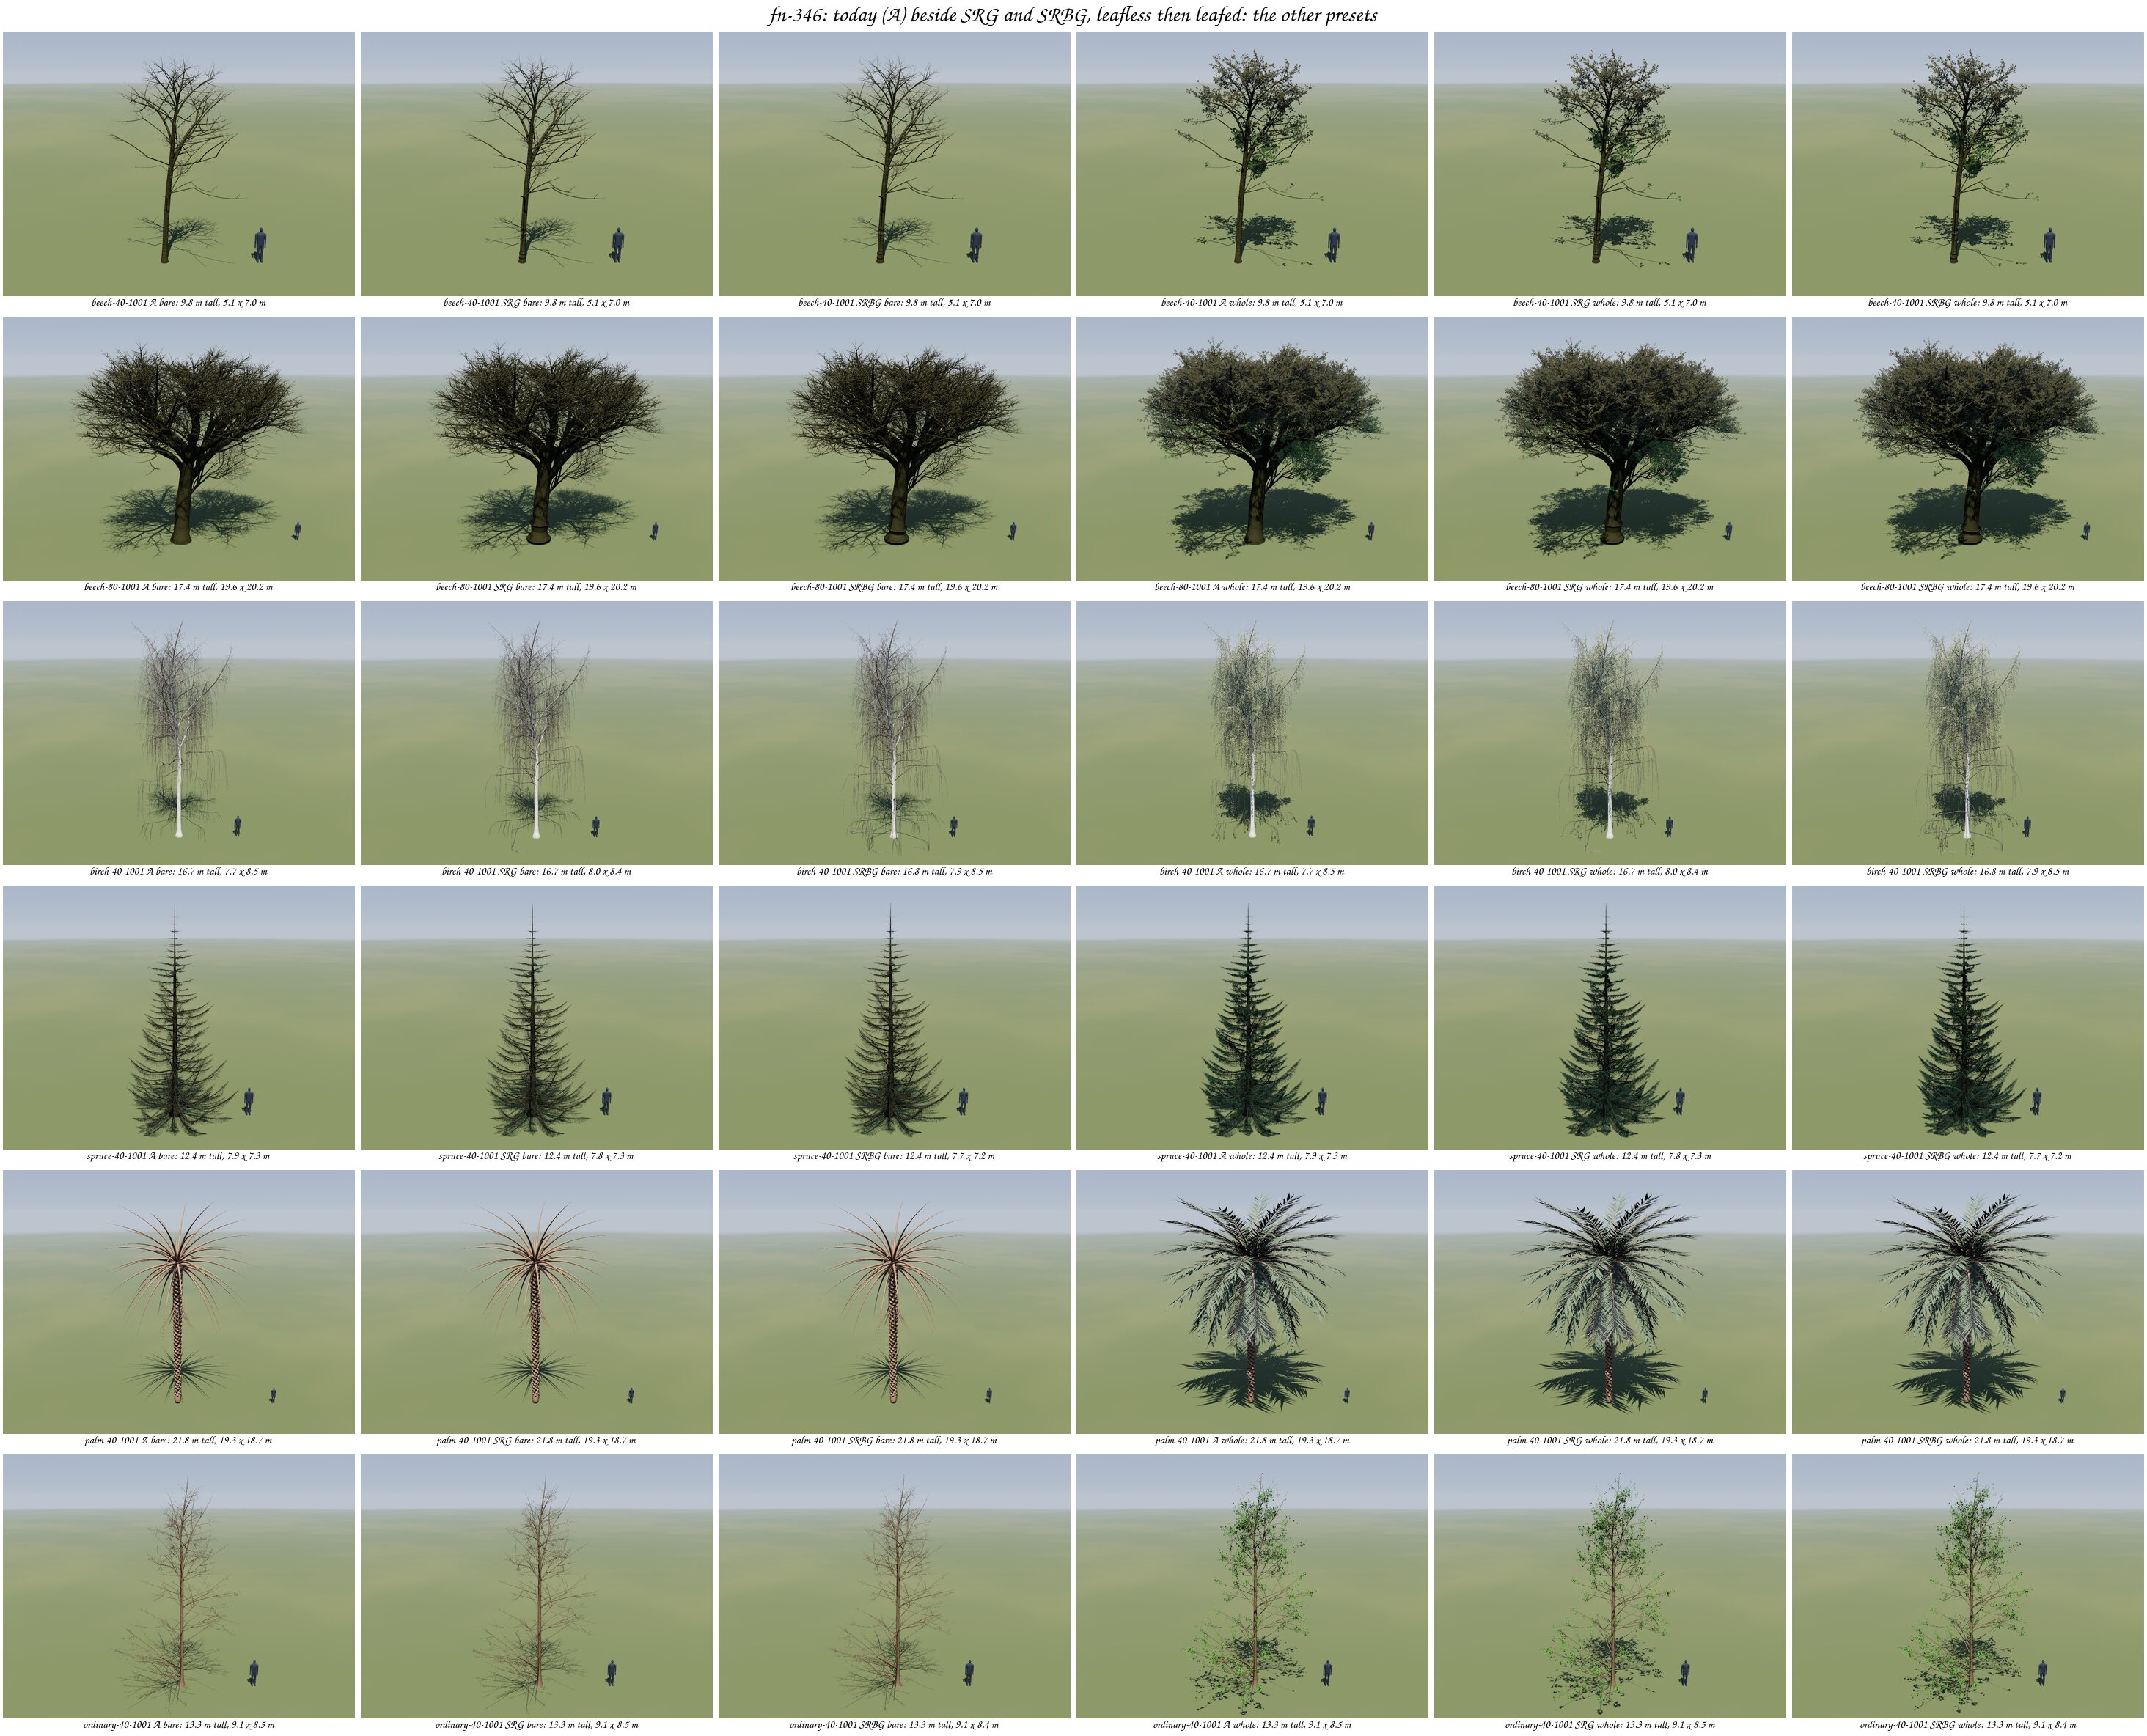 fn-346: today (A) beside SRG and SRBG, leafless then leafed: the other presets
beech-40-1001 A bare: 9.8 m tall, 5.1 x 7.0 m
beech-40-1001 SRG bare: 9.8 m tall, 5.1 x 7.0 m
beech-40-1001 SRBG bare: 9.8 m tall, 5.1 x 7.0 m
beech-40-1001 A whole: 9.8 m tall, 5.1 x 7.0 m
beech-40-1001 SRG whole: 9.8 m tall, 5.1 x 7.0 m
beech-40-1001 SRBG whole: 9.8 m tall, 5.1 x 7.0 m
beech-80-1001 A bare: 17.4 m tall, 19.6 x 20.2 m
beech-80-1001 SRG bare: 17.4 m tall, 19.6 x 20.2 m
beech-80-1001 SRBG bare: 17.4 m tall, 19.6 x 20.2 m
beech-80-1001 A whole: 17.4 m tall, 19.6 x 20.2 m
beech-80-1001 SRG whole: 17.4 m tall, 19.6 x 20.2 m
beech-80-1001 SRBG whole: 17.4 m tall, 19.6 x 20.2 m
birch-40-1001 A bare: 16.7 m tall, 7.7 x 8.5 m
birch-40-1001 SRG bare: 16.7 m tall, 8.0 x 8.4 m
birch-40-1001 SRBG bare: 16.8 m tall, 7.9 x 8.5 m
birch-40-1001 A whole: 16.7 m tall, 7.7 x 8.5 m
birch-40-1001 SRG whole: 16.7 m tall, 8.0 x 8.4 m
birch-40-1001 SRBG whole: 16.8 m tall, 7.9 x 8.5 m
spruce-40-1001 A bare: 12.4 m tall, 7.9 x 7.3 m
spruce-40-1001 SRG bare: 12.4 m tall, 7.8 x 7.3 m
spruce-40-1001 SRBG bare: 12.4 m tall, 7.7 x 7.2 m
spruce-40-1001 A whole: 12.4 m tall, 7.9 x 7.3 m
spruce-40-1001 SRG whole: 12.4 m tall, 7.8 x 7.3 m
spruce-40-1001 SRBG whole: 12.4 m tall, 7.7 x 7.2 m
palm-40-1001 A bare: 21.8 m tall, 19.3 x 18.7 m
palm-40-1001 SRG bare: 21.8 m tall, 19.3 x 18.7 m
palm-40-1001 SRBG bare: 21.8 m tall, 19.3 x 18.7 m
palm-40-1001 A whole: 21.8 m tall, 19.3 x 18.7 m
palm-40-1001 SRG whole: 21.8 m tall, 19.3 x 18.7 m
palm-40-1001 SRBG whole: 21.8 m tall, 19.3 x 18.7 m
ordinary-40-1001 A bare: 13.3 m tall, 9.1 x 8.5 m
ordinary-40-1001 SRG bare: 13.3 m tall, 9.1 x 8.5 m
ordinary-40-1001 SRBG bare: 13.3 m tall, 9.1 x 8.4 m
ordinary-40-1001 A whole: 13.3 m tall, 9.1 x 8.5 m
ordinary-40-1001 SRG whole: 13.3 m tall, 9.1 x 8.5 m
ordinary-40-1001 SRBG whole: 13.3 m tall, 9.1 x 8.4 m